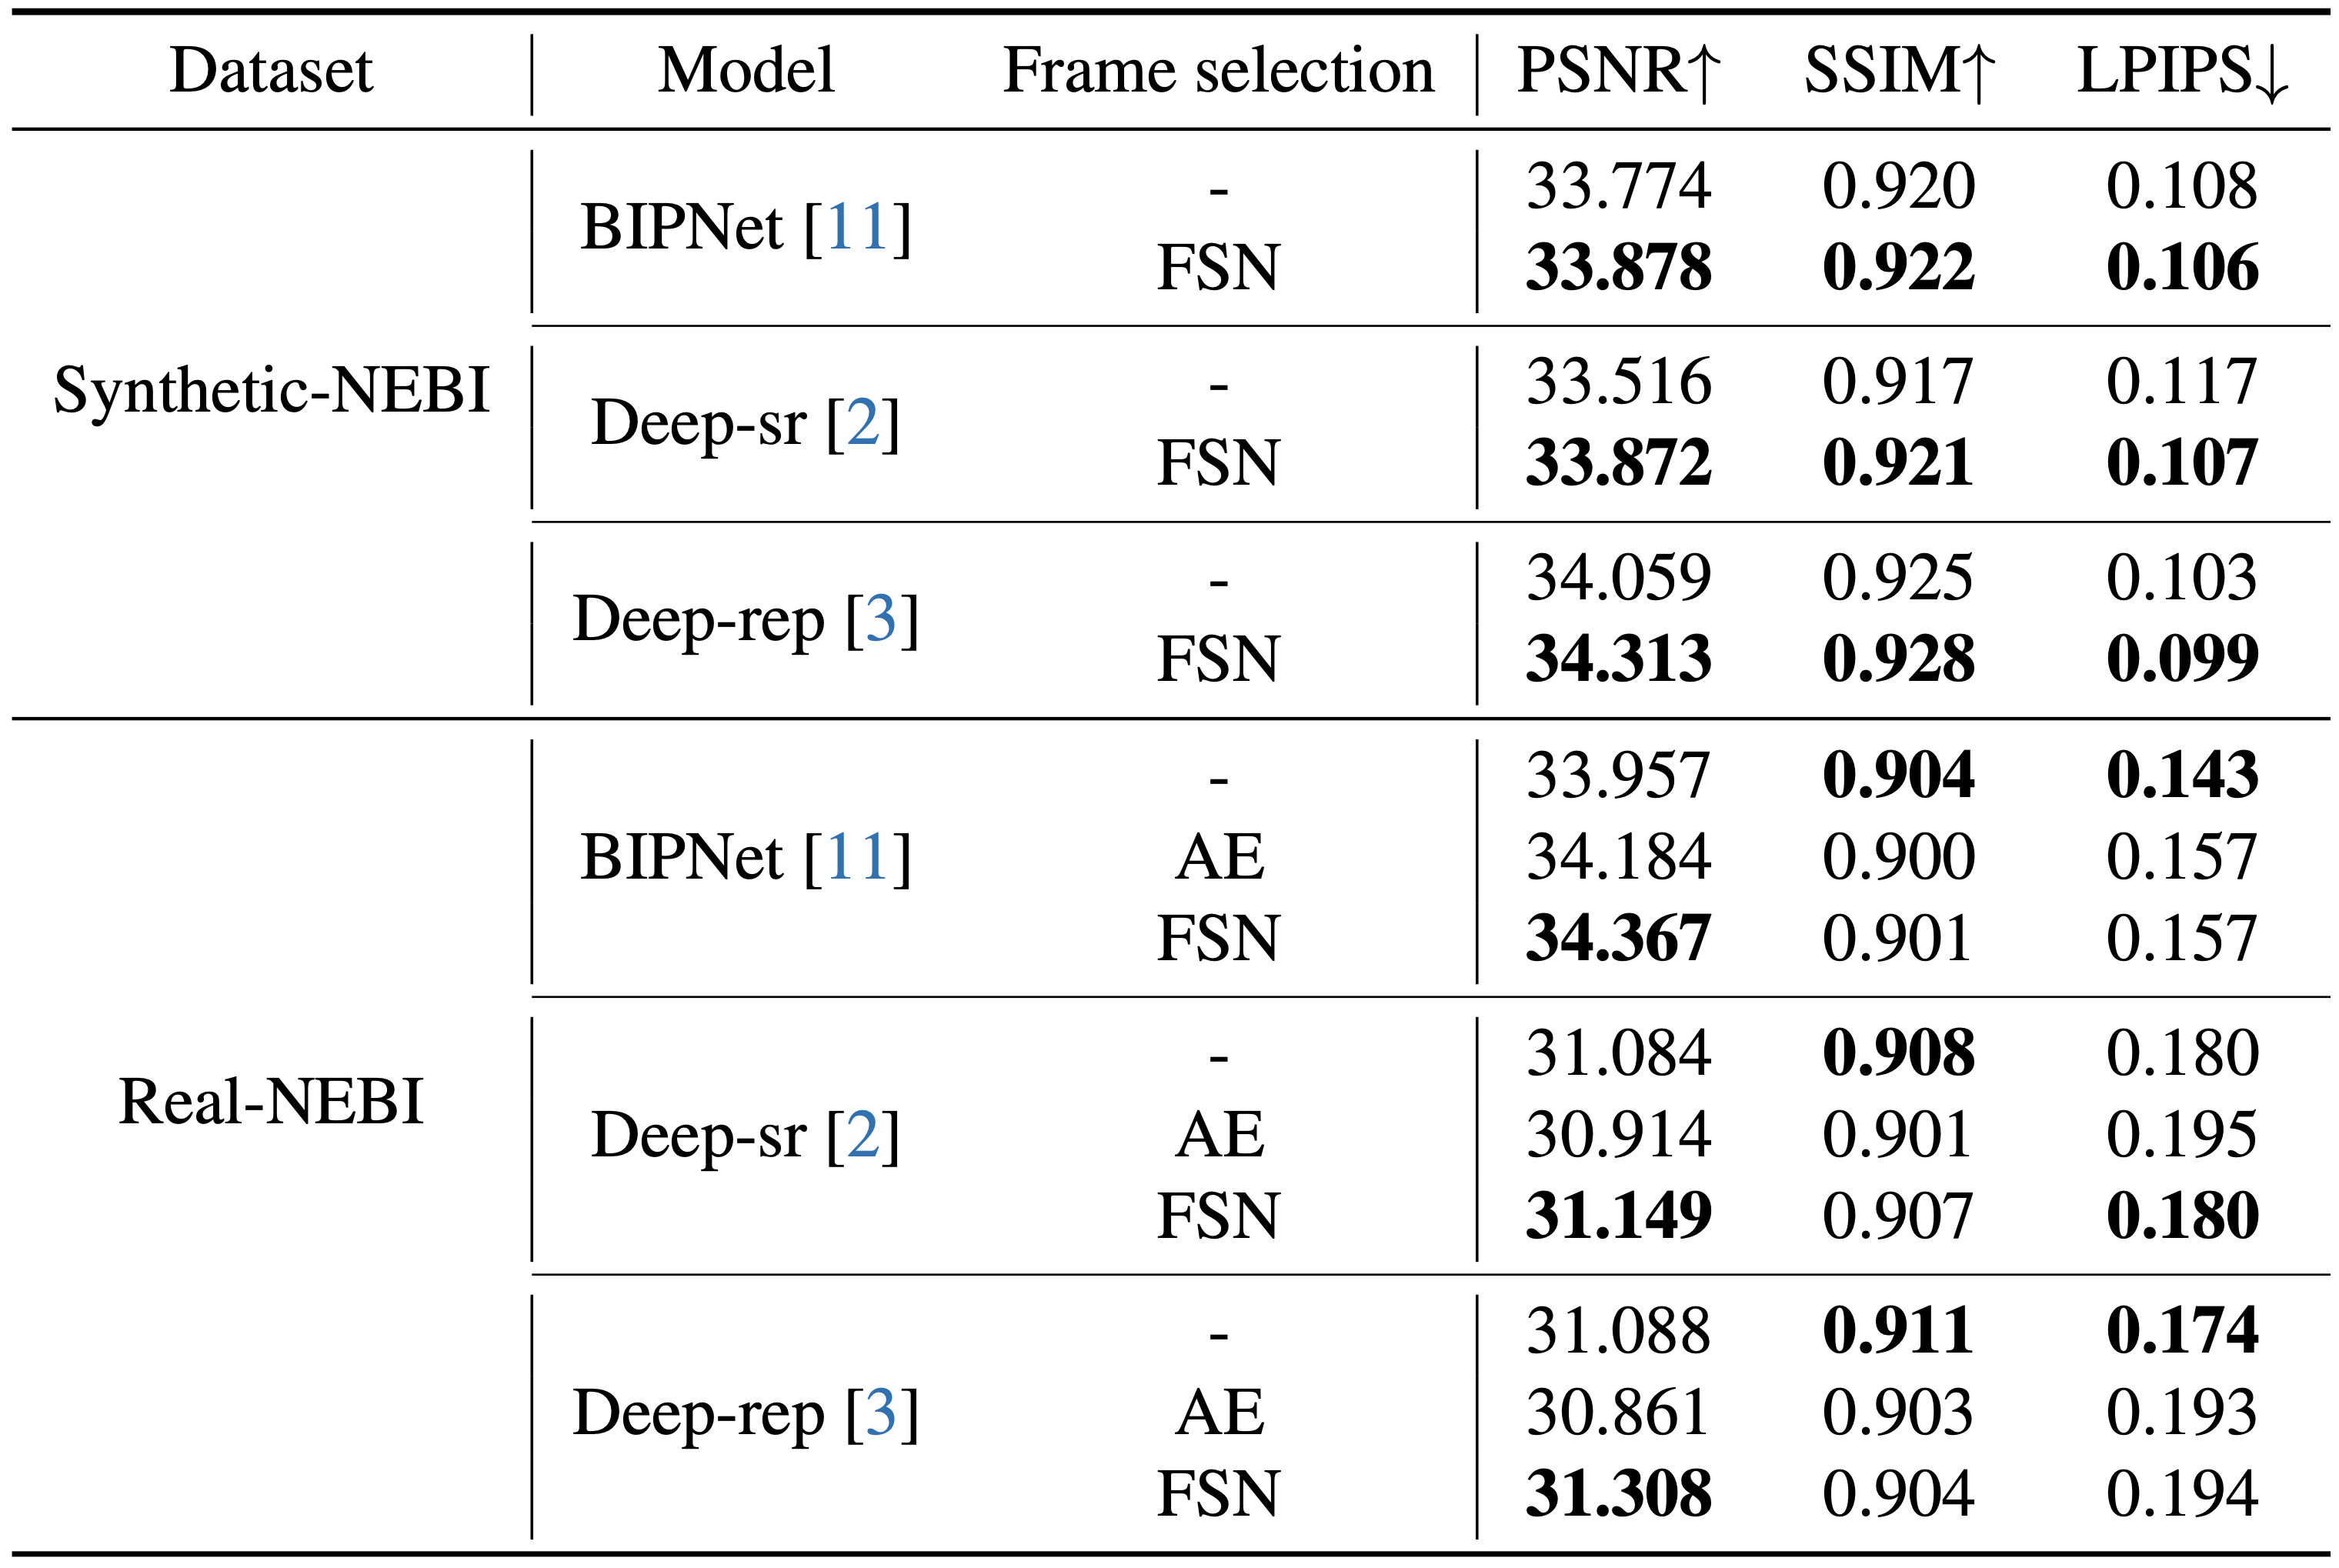 Dataset Model Frame selection PSNR↑ SSIM↑ LPIPS↓
Synthetic-NEBI BIPNet [11] - 33.774 0.920 0.108
FSN 33.878 0.922 0.106
Deep-sr [2] - 33.516 0.917 0.117
FSN 33.872 0.921 0.107
Deep-rep [3] - 34.059 0.925 0.103
FSN 34.313 0.928 0.099
Real-NEBI BIPNet [11] - 33.957 0.904 0.143
AE 34.184 0.900 0.157
FSN 34.367 0.901 0.157
Deep-sr [2] - 31.084 0.908 0.180
AE 30.914 0.901 0.195
FSN 31.149 0.907 0.180
Deep-rep [3] - 31.088 0.911 0.174
AE 30.861 0.903 0.193
FSN 31.308 0.904 0.194